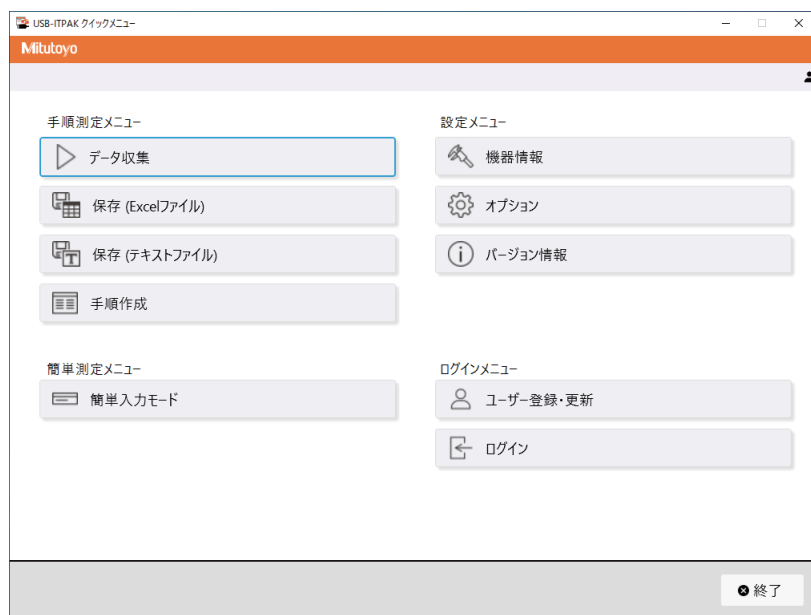 USB-ITPAK クイックメニュー
Mitutoyo
手順測定メニュー
データ収集
保存 (Excelファイル)
保存 (テキストファイル)
手順作成
簡単測定メニュー
簡単入力モード
設定メニュー
機器情報
オプション
バージョン情報
ログインメニュー
ユーザー登録・更新
ログイン
終了